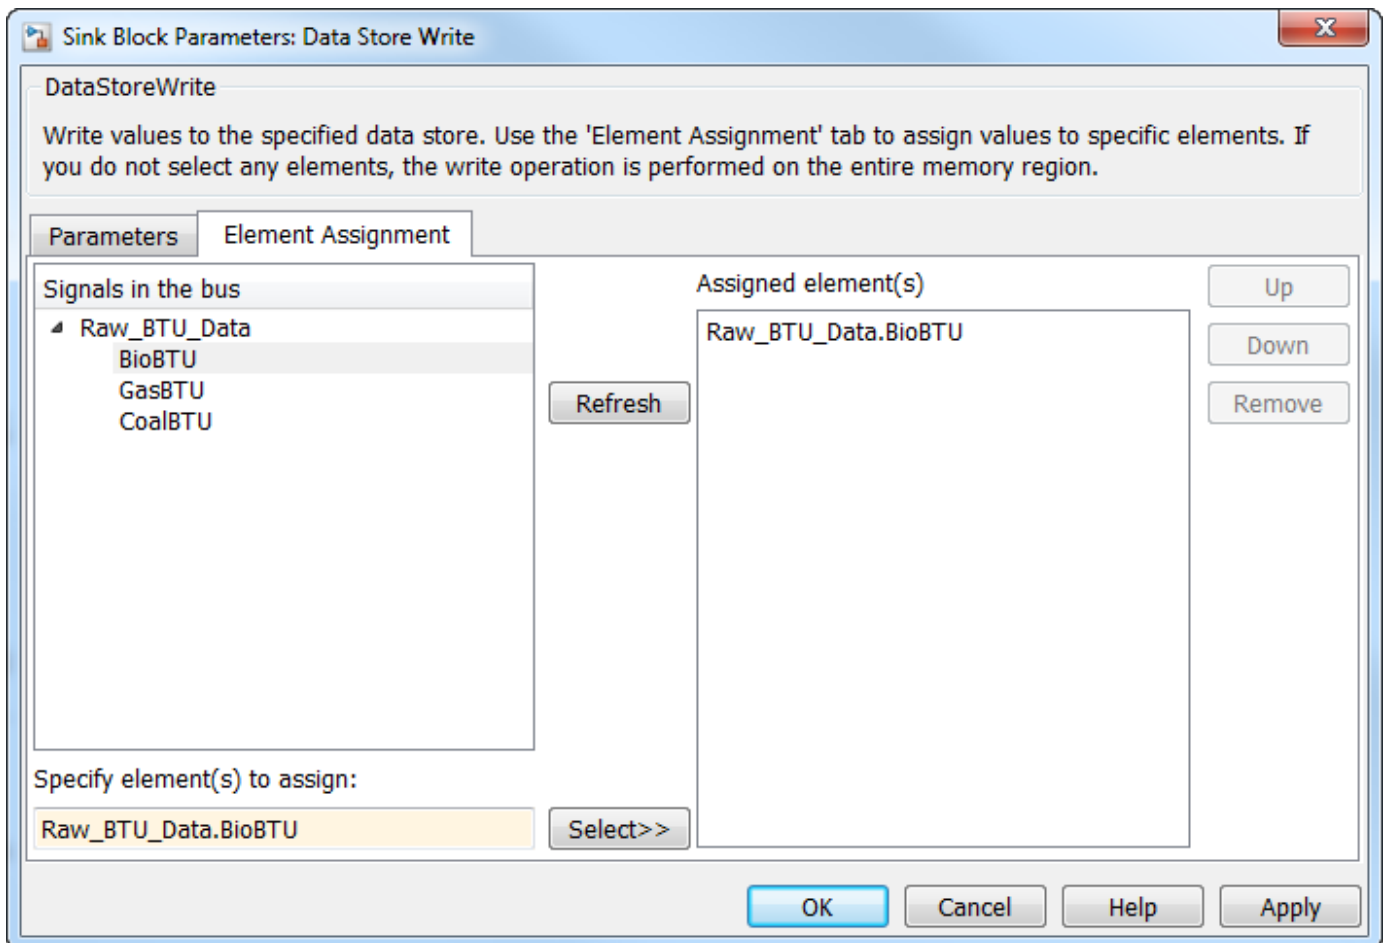 Sink Block Parameters: Data Store Write
X
DataStoreWrite
Write values to the specified data store. Use the 'Element Assignment' tab to assign values to specific elements. If
you do not select any elements, the write operation is performed on the entire memory region.
Parameters
Element Assignment
Signals in the bus
Raw_BTU_Data
BioBTU
GasBTU
CoalBTU
Specify element(s) to assign:
Raw_BTU_Data.BioBTU
Refresh
Select>>
Assigned element(s)
Raw_BTU_Data.BioBTU
Up
Down
Remove
OK
Cancel
Help
Apply